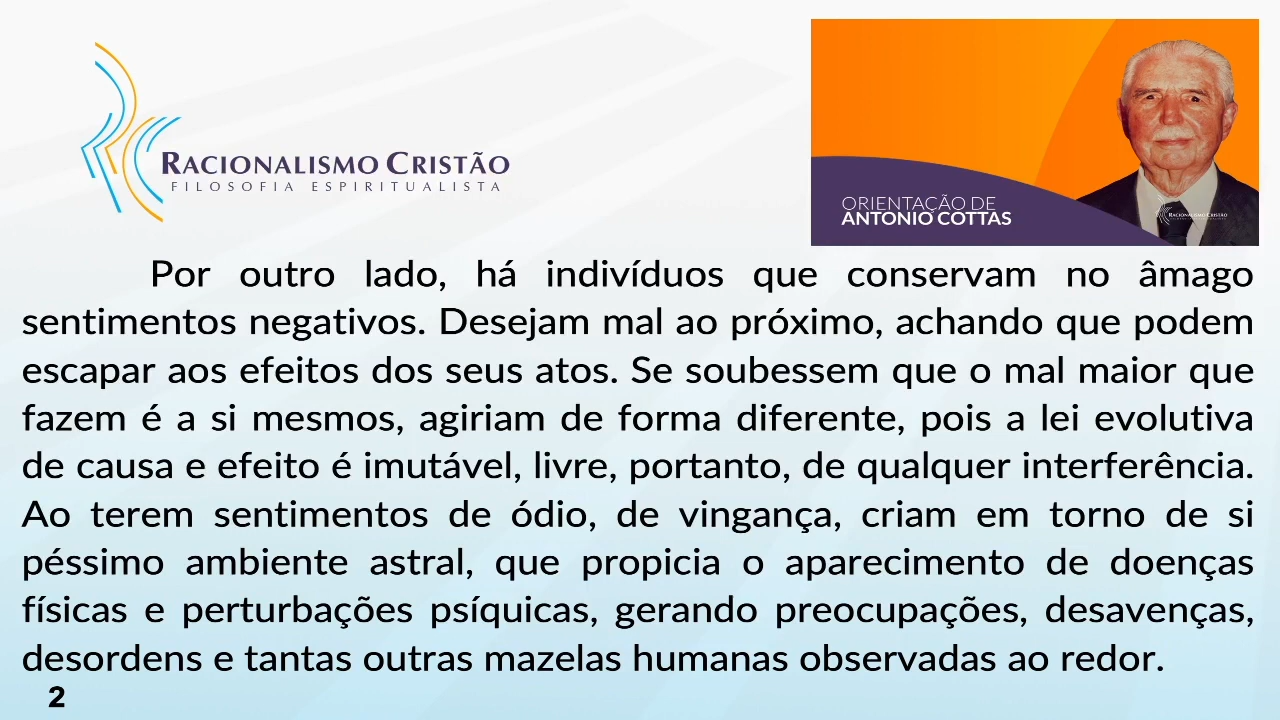 RACIONALISMO CRISTÃO
FILOSOFIA ESPIRITUALISTA
ORIENTAÇÃO DE
ANTONIO COTTAS
RACIONALISMO CRISTÃO
Por outro lado, há indivíduos que conservam no âmago
sentimentos negativos. Desejam mal ao próximo, achando que podem
escapar aos efeitos dos seus atos. Se soubessem que o mal maior que
fazem é a si mesmos, agiriam de forma diferente, pois a lei evolutiva
de causa e efeito é imutável, livre, portanto, de qualquer interferência.
Ao terem sentimentos de ódio, de vingança, criam em torno de si
péssimo ambiente astral, que propicia o aparecimento de doenças
físicas e perturbações psíquicas, gerando preocupações, desavenças,
desordens e tantas outras mazelas humanas observadas ao redor.
2